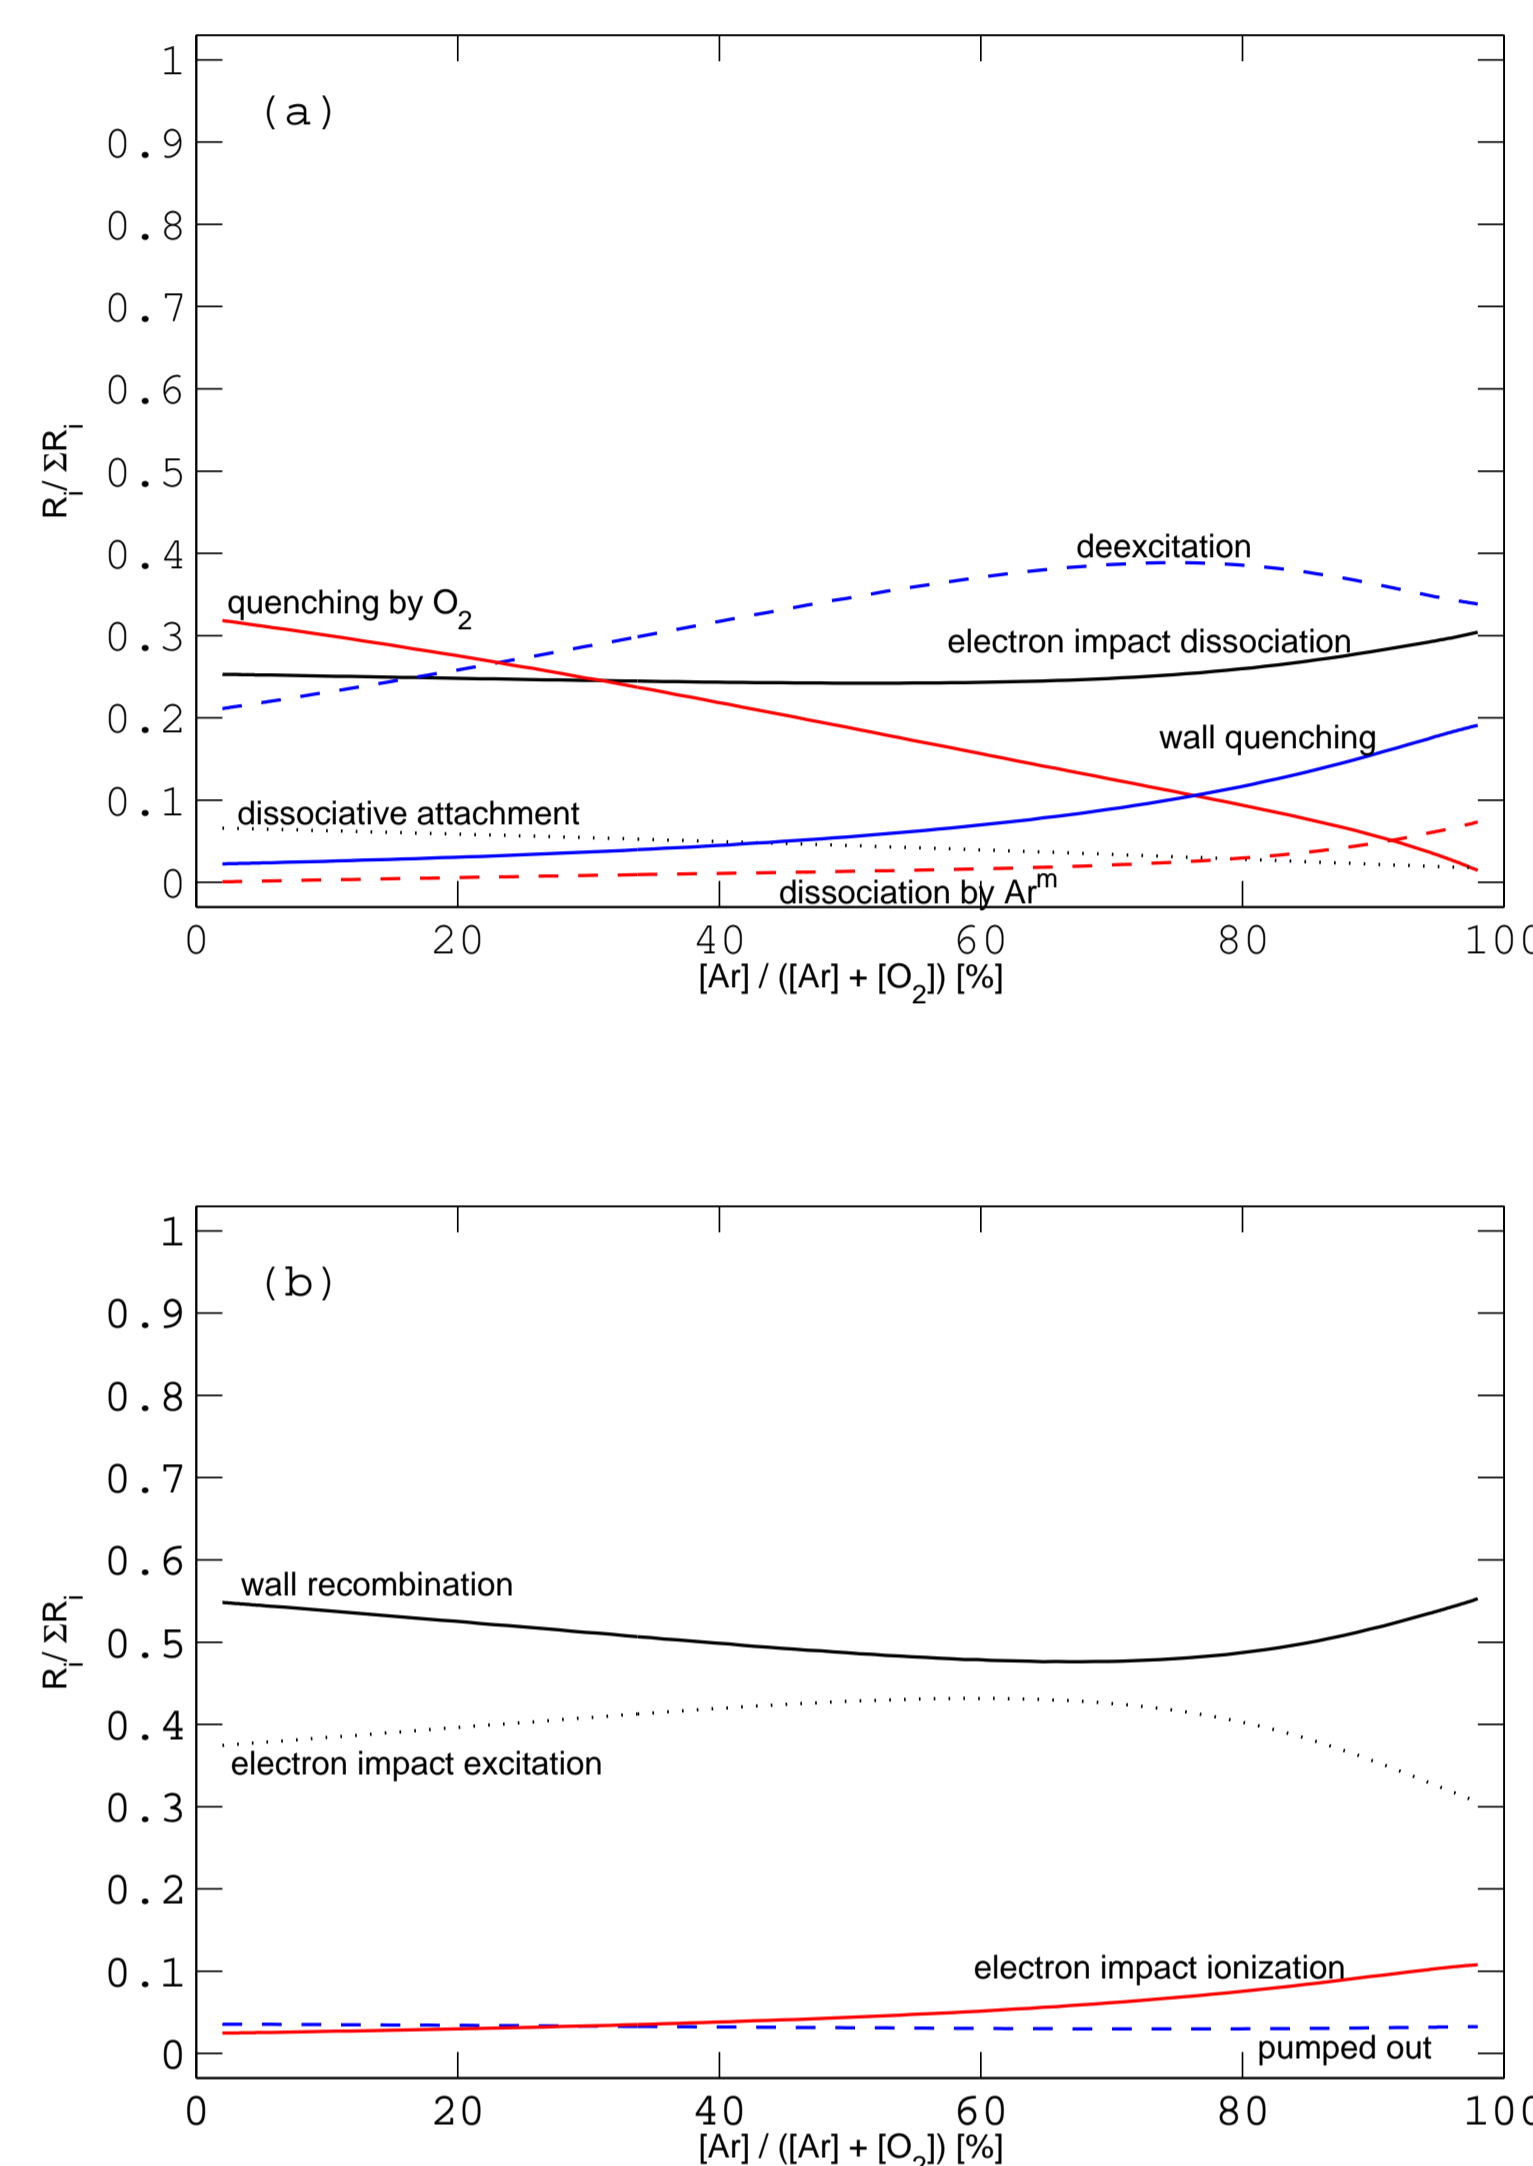 1
(a)
0.9
0.8
0.7
0.6
0.5
0.4
0.3
0.2
0.1
0
R_i / ΣR_i
deexcitation
quenching by O_2
electron impact dissociation
wall quenching
dissociative attachment
dissociation by Ar^m
0 20 40 60 80 100
[Ar] / ([Ar] + [O_2]) [%]
1
(b)
0.9
0.8
0.7
0.6
0.5
0.4
0.3
0.2
0.1
0
R_i / ΣR_i
wall recombination
electron impact excitation
electron impact ionization
pumped out
0 20 40 60 80 100
[Ar] / ([Ar] + [O_2]) [%]